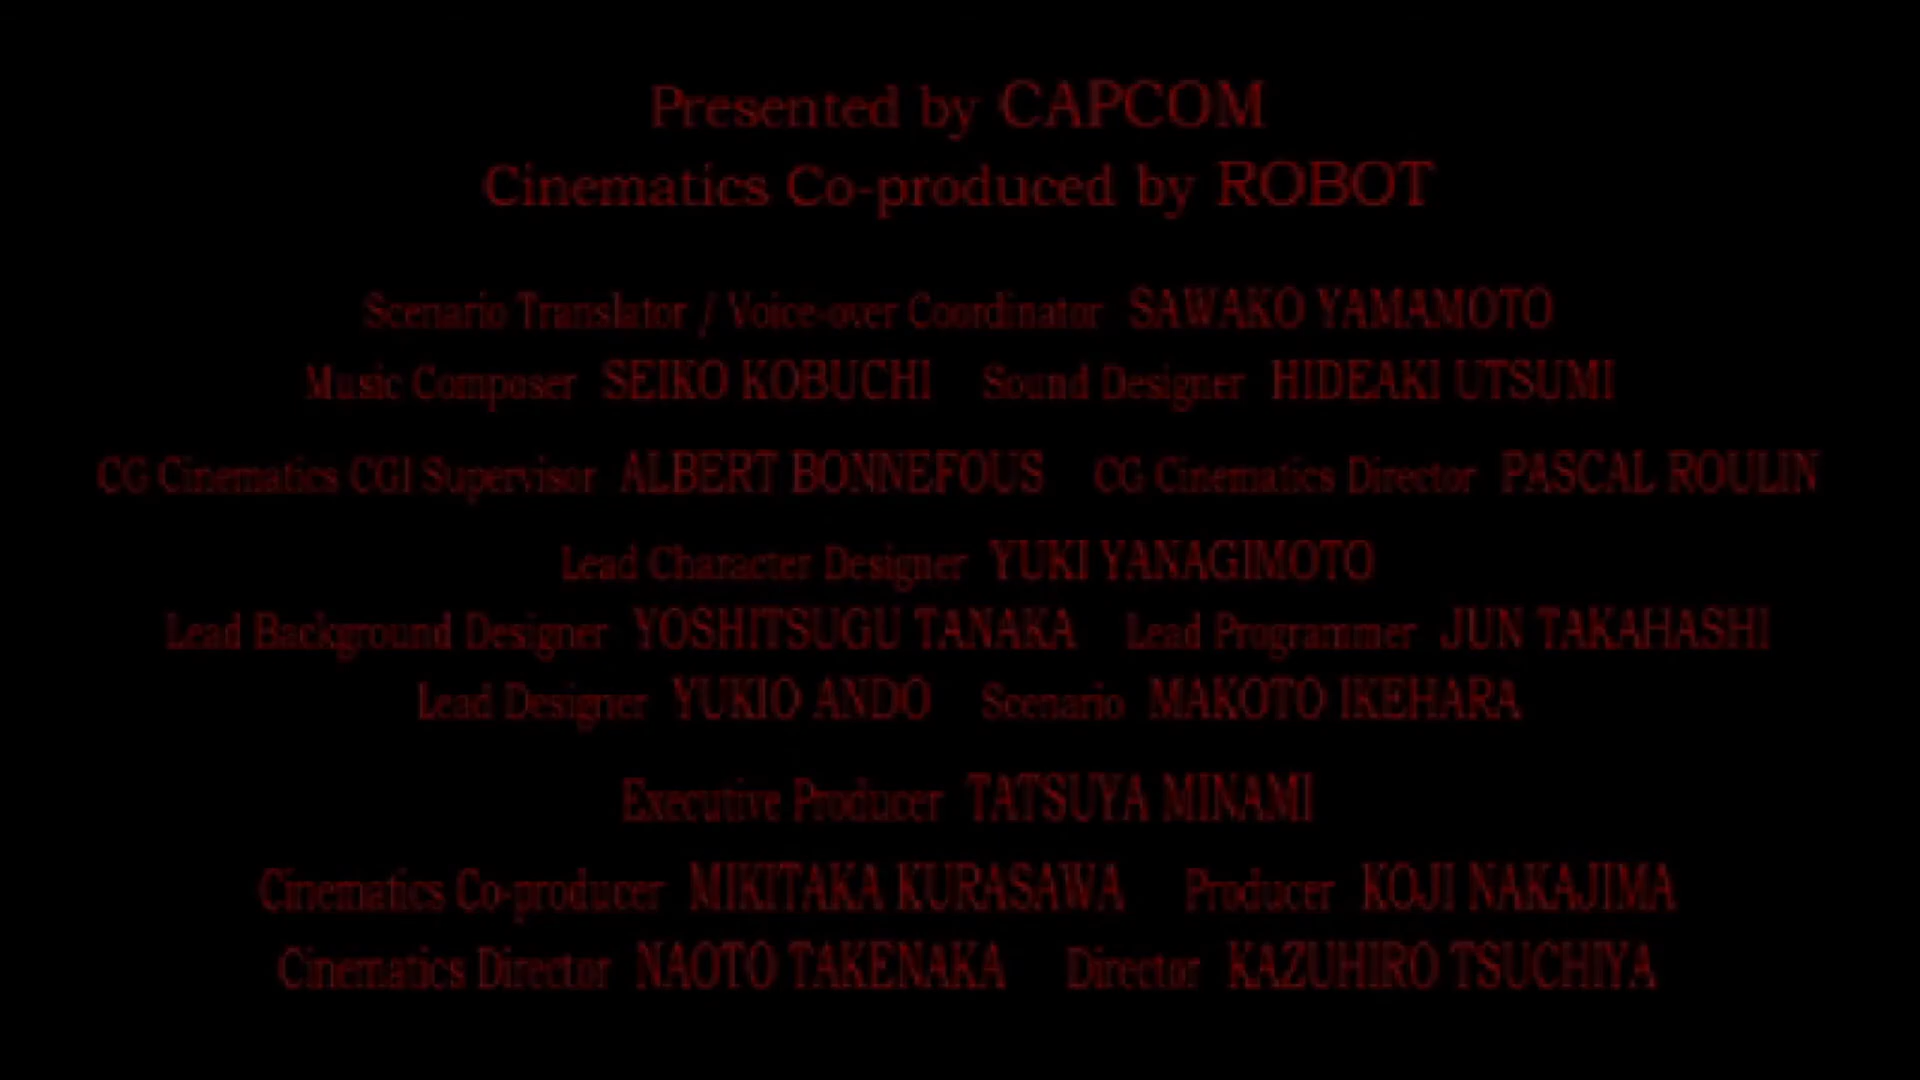 Presented by CAPCOM
Cinematics Co-produced by ROBOT
Scenario Translator / Voice-over Coordinator SAWAKO YAMAMOTO
Music Composer SEIKO KOBUCHI Sound Designer HIDEAKI UTSUMI
CG Cinematics CGI Supervisor ALBERT BONNEFOUS CG Cinematics Director PASCAL ROULIN
Lead Character Designer YUKI YANAGIMOTO
Lead Background Designer YOSHITSUGU TANAKA Lead Programmer JUN TAKAHASHI
Lead Designer YUKIO ANDO Scenario MAKOTO IKEHARA
Executive Producer TATSUYA MINAMI
Cinematics Co-producer MIKITAKA KURASAWA Producer KOJI NAKAJIMA
Cinematics Director NAOTO TAKENAKA Director KAZUHIRO TSUCHIYA